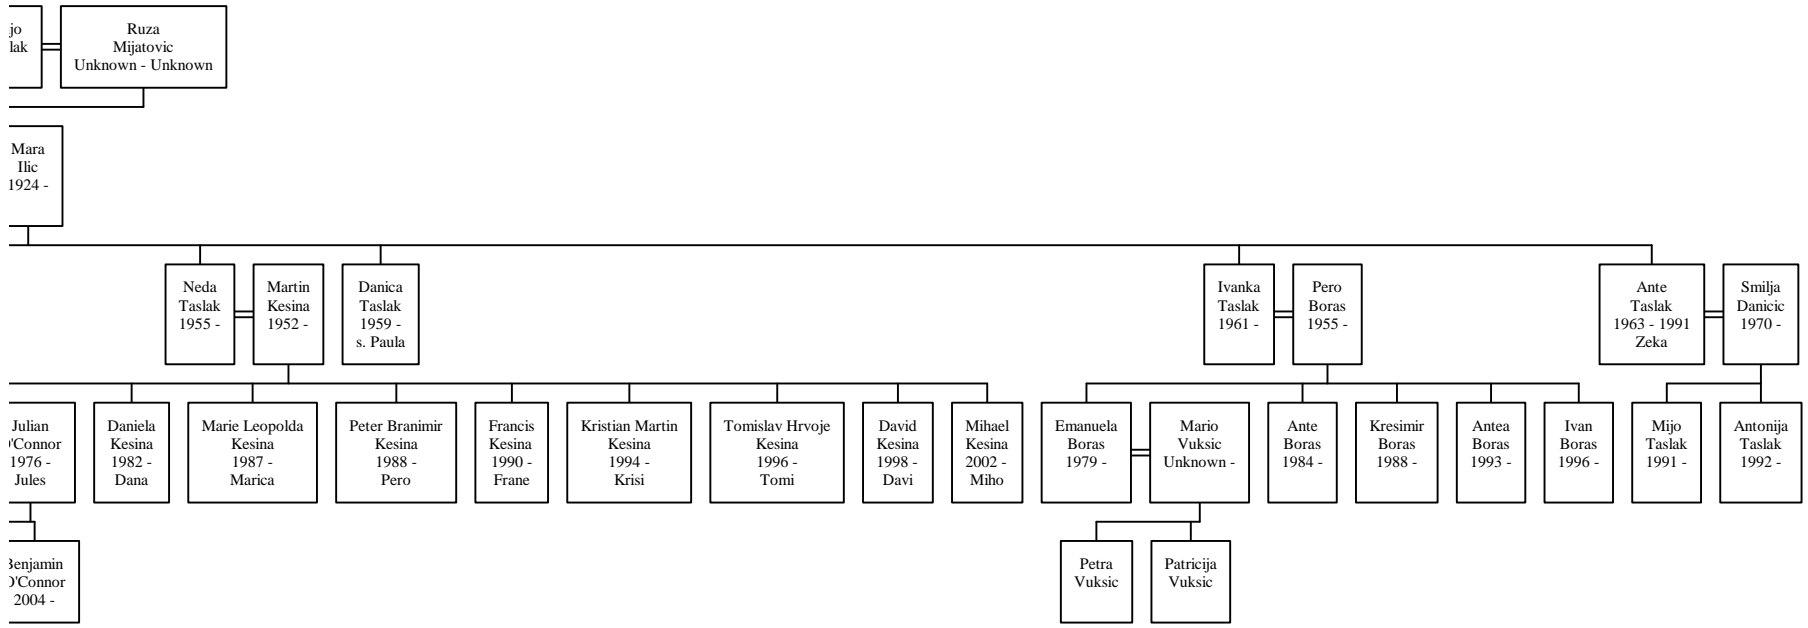 jo
lak
Ruza
Mijatovic
Unknown - Unknown
Mara
Ilic
1924 -
Neda
Taslak
1955 -
Martin
Kesina
1952 -
Danica
Taslak
1959 -
s. Paula
Ivanka
Taslak
1961 -
Pero
Boras
1955 -
Ante
Taslak
1963 - 1991
Zeka
Smilja
Danicic
1970 -
Julian
'Connor
1976 -
Jules
Daniela
Kesina
1982 -
Dana
Marie Leopolda
Kesina
1987 -
Marica
Peter Branimir
Kesina
1988 -
Pero
Francis
Kesina
1990 -
Frane
Kristian Martin
Kesina
1994 -
Krisi
Tomislav Hrvoje
Kesina
1996 -
Tomi
David
Kesina
1998 -
Davi
Mihael
Kesina
2002 -
Miho
Emanuela
Boras
1979 -
Mario
Vuksic
Unknown -
Ante
Boras
1984 -
Kresimir
Boras
1988 -
Antea
Boras
1993 -
Ivan
Boras
1996 -
Mijo
Taslak
1991 -
Antonija
Taslak
1992 -
Benjamin
O'Connor
2004 -
Petra
Vuksic
Patricija
Vuksic